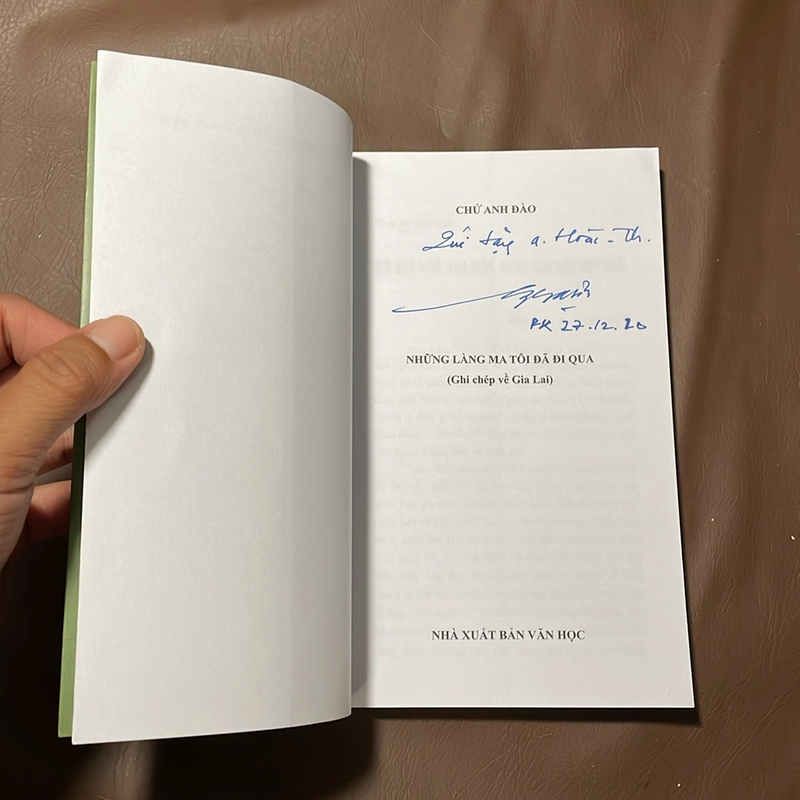 CHỬ ANH ĐÀO
Quí tặng a. Hoài-Th.
PK 27.12.20
NHỮNG LÀNG MA TÔI ĐÃ ĐI QUA
(Ghi chép về Gia Lai)
NHÀ XUẤT BẢN VĂN HỌC